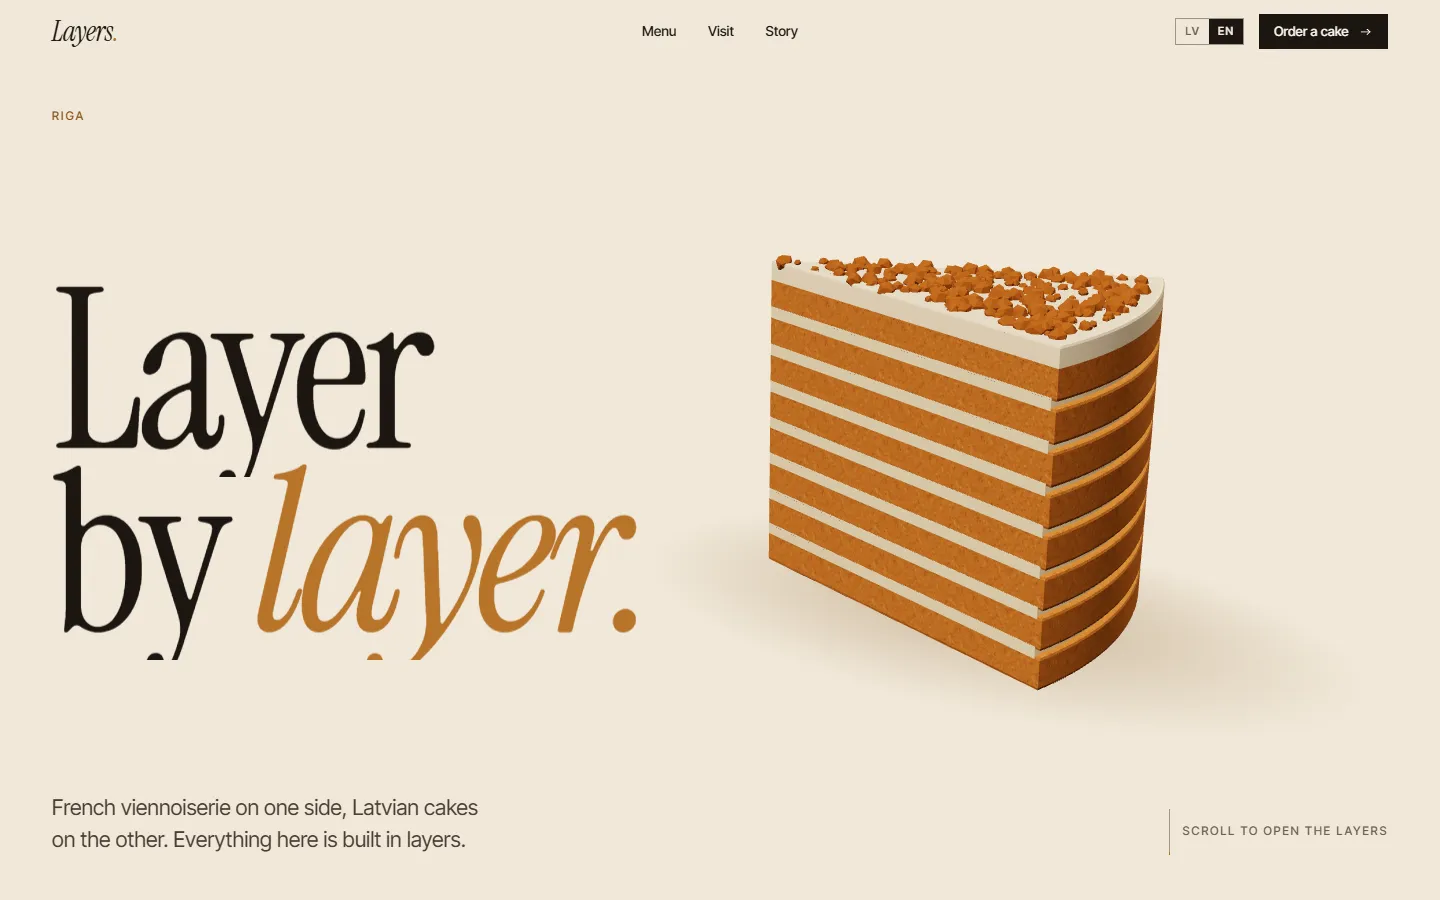 Layers.
Menu
Visit
Story
LV
EN
Order a cake →
RIGA
Layer
by layer.
French viennoiserie on one side, Latvian cakes
on the other. Everything here is built in layers.
SCROLL TO OPEN THE LAYERS